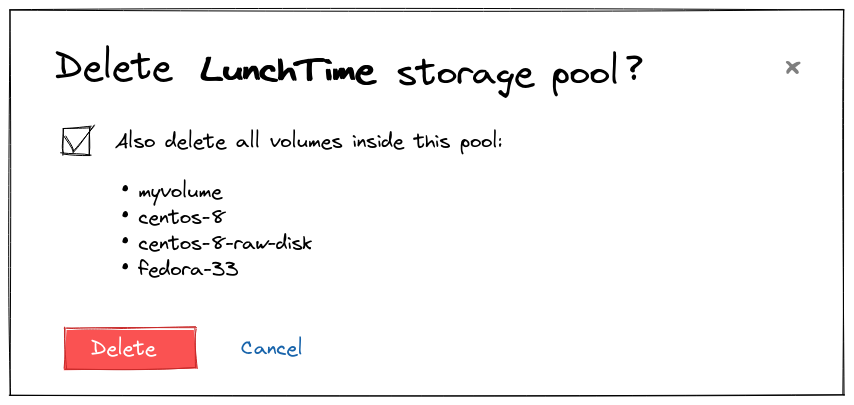 Delete LunchTime storage pool?
×
Also delete all volumes inside this pool:
• myvolume
• centos-8
• centos-8-raw-disk
• fedora-33
Delete Cancel